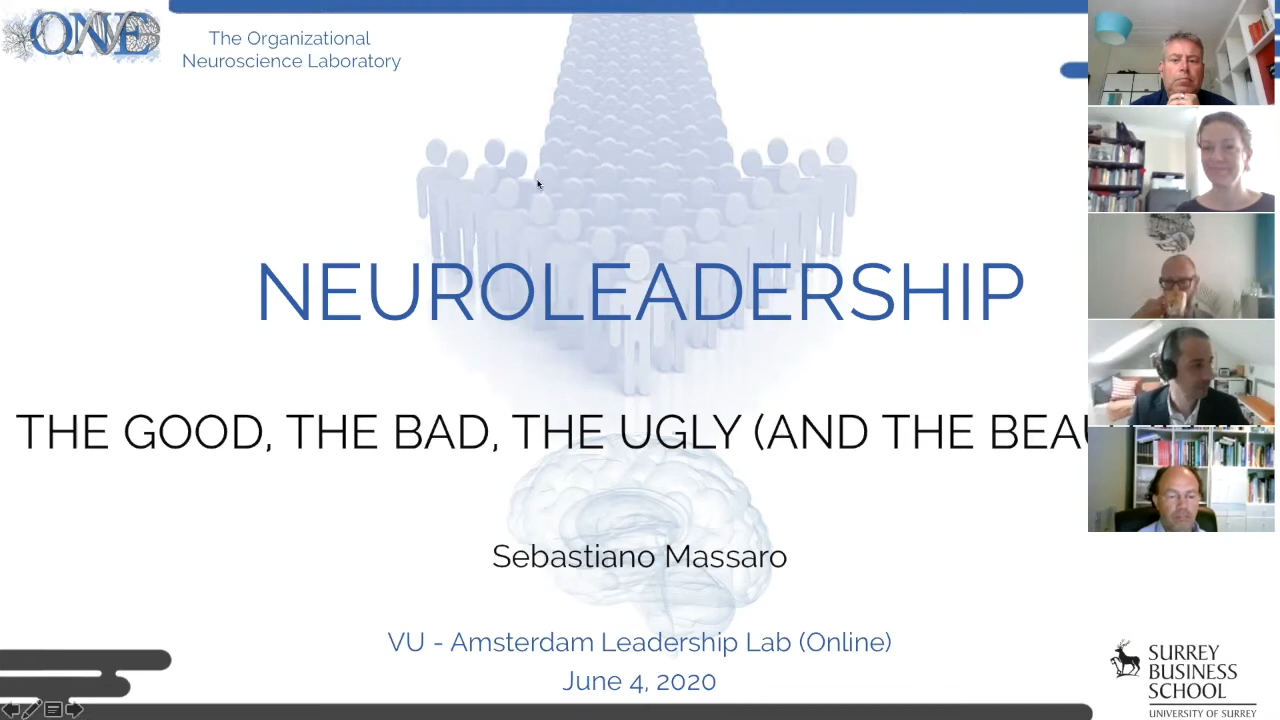 ONE
The Organizational
Neuroscience Laboratory
NEUROLEADERSHIP
THE GOOD, THE BAD, THE UGLY (AND THE BEAU
Sebastiano Massaro
VU - Amsterdam Leadership Lab (Online)
June 4, 2020
SURREY
BUSINESS
SCHOOL
UNIVERSITY OF SURREY